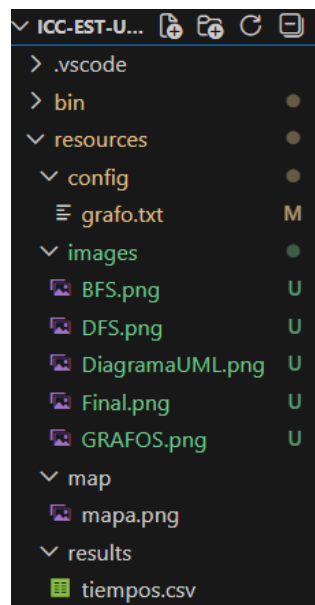 ICC-EST-U...
.vscode
bin
resources
config
grafo.txt M
images
BFS.png U
DFS.png U
DiagramaUML.png U
Final.png U
GRAFOS.png U
map
mapa.png
results
tiempos.csv